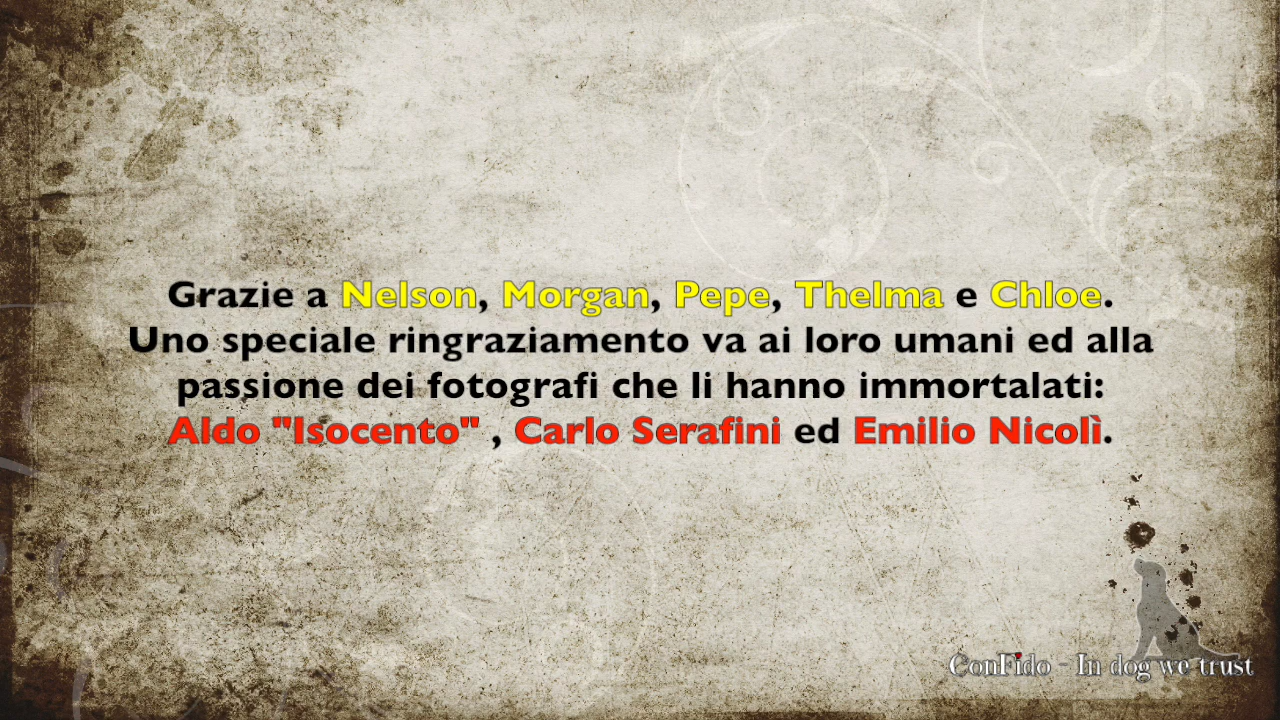 Grazie a Nelson, Morgan, Pepe, Thelma e Chloe.
Uno speciale ringraziamento va ai loro umani ed alla
passione dei fotografi che li hanno immortalati:
Aldo "Isocento" , Carlo Serafini ed Emilio Nicolì.
ConFido - In dog we trust